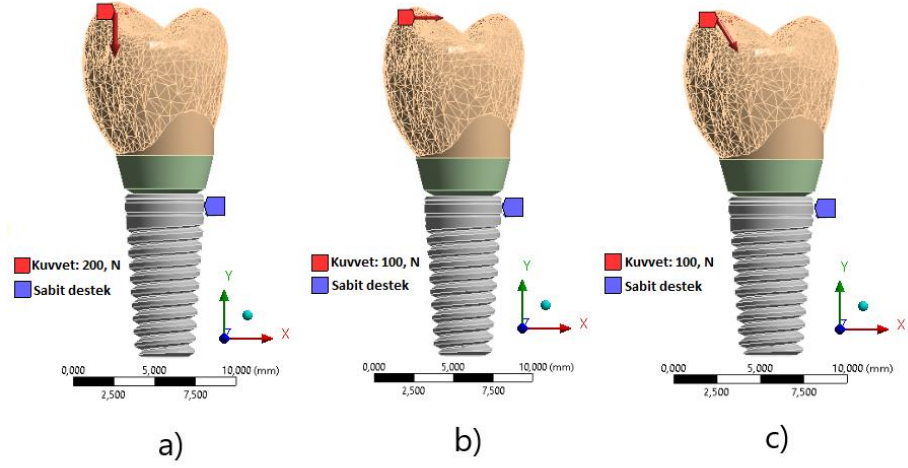 Kuvvet: 200, N
Sabit destek
Y
Z
X
0,000 5,000 10,000 (mm)
2,500 7,500
a)
Kuvvet: 100, N
Sabit destek
Y
Z
X
0,000 5,000 10,000 (mm)
2,500 7,500
b)
Kuvvet: 100, N
Sabit destek
Y
Z
X
0,000 5,000 10,000 (mm)
2,500 7,500
c)